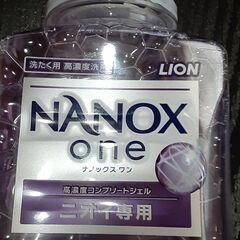 洗たく用 高濃度洗剤
LION
NANOX
one
ナノックス ワン
高濃度コンプリートジェル
ニオイ専用